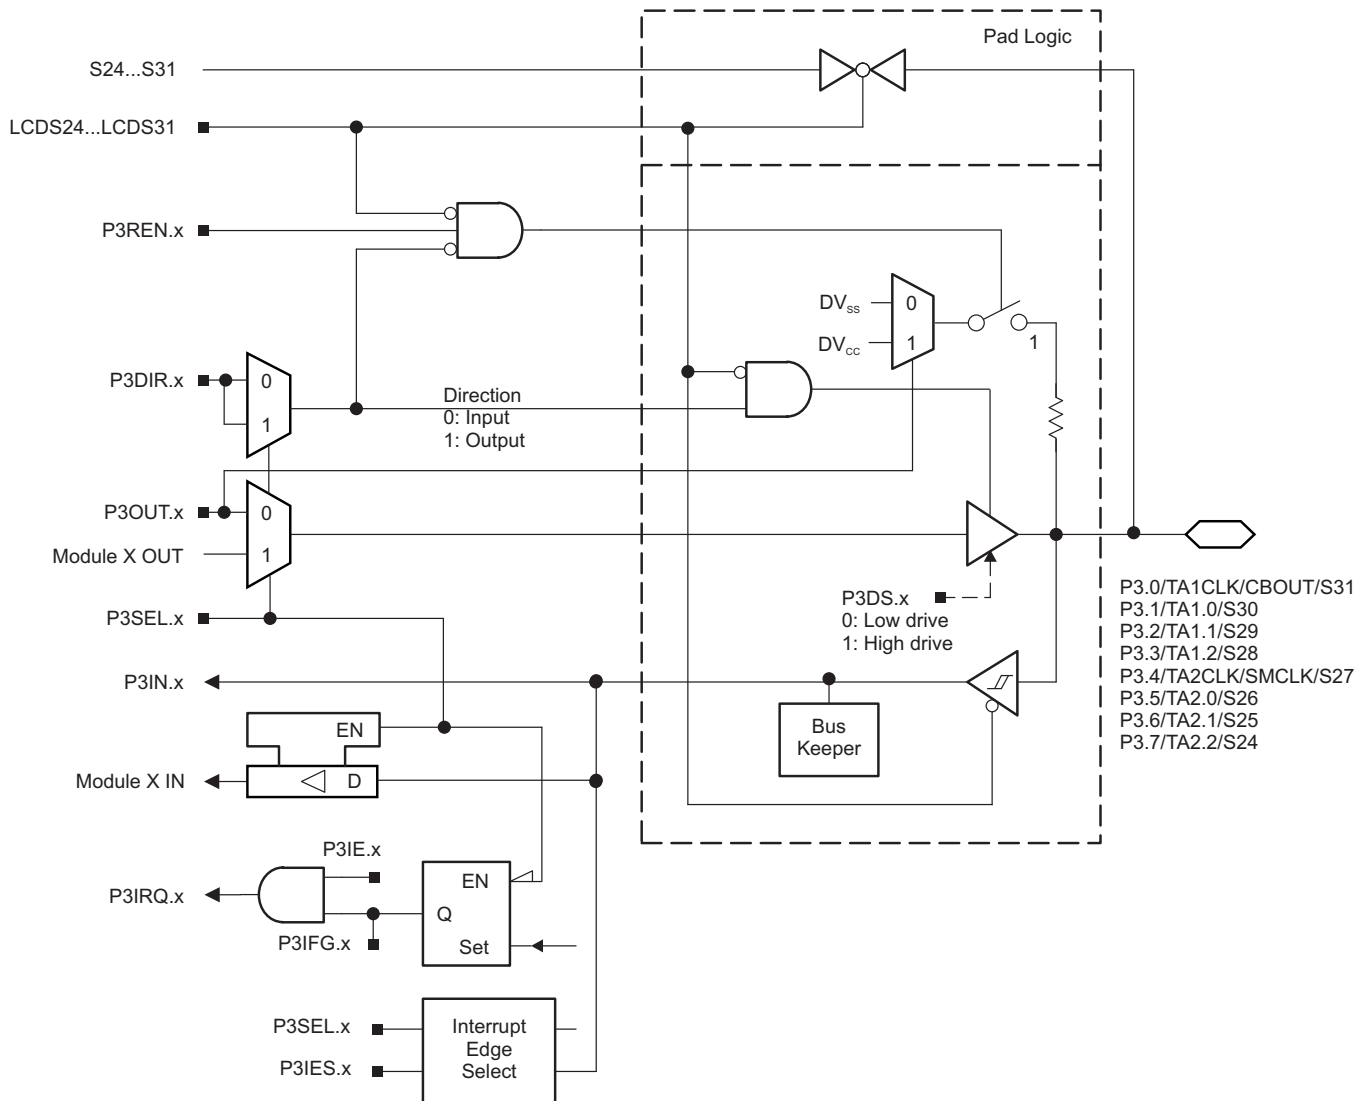 Pad Logic
S24...S31
LCDS24...LCDS31
P3REN.x
DVSS
0
DVCC
1
1
P3DIR.x
0
1
Direction
0: Input
1: Output
P3OUT.x
0
Module X OUT
1
P3DS.x
0: Low drive
1: High drive
P3SEL.x
P3.0/TA1CLK/CBOUT/S31
P3.1/TA1.0/S30
P3.2/TA1.1/S29
P3.3/TA1.2/S28
P3.4/TA2CLK/SMCLK/S27
P3.5/TA2.0/S26
P3.6/TA2.1/S25
P3.7/TA2.2/S24
P3IN.x
Bus
Keeper
EN
Module X IN
D
P3IE.x
P3IRQ.x
EN
Q
P3IFG.x
Set
P3SEL.x
P3IES.x
Interrupt
Edge
Select